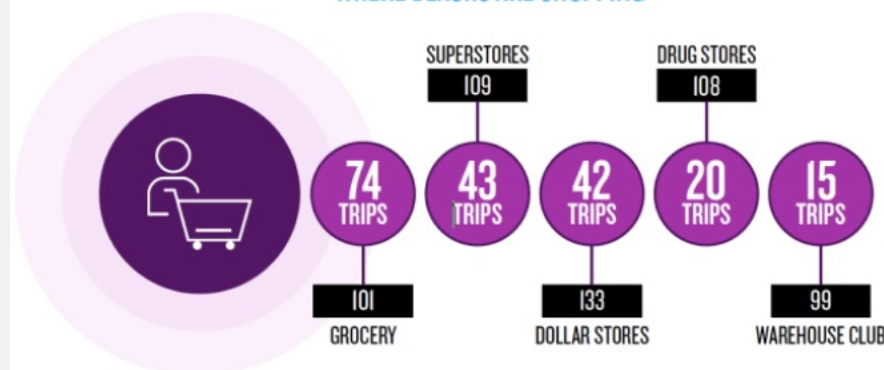 SUPERSTORES
109
DRUG STORES
108
74
TRIPS
43
TRIPS
42
TRIPS
20
TRIPS
15
TRIPS
101
GROCERY
133
DOLLAR STORES
99
WAREHOUSE CLUB